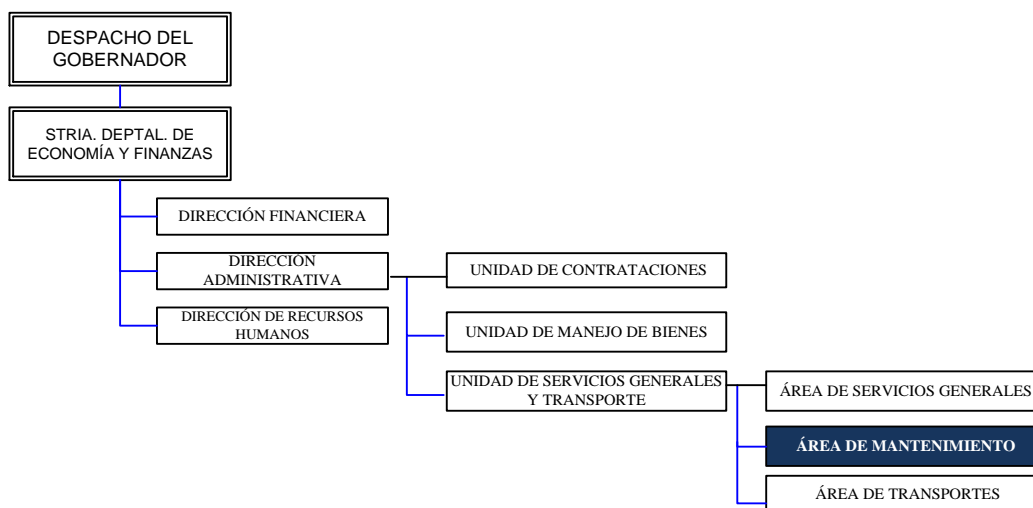 DESPACHO DEL
GOBERNADOR
STRIA. DEPTAL. DE
ECONOMÍA Y FINANZAS
DIRECCIÓN FINANCIERA
DIRECCIÓN
ADMINISTRATIVA
DIRECCIÓN DE RECURSOS
HUMANOS
UNIDAD DE CONTRATACIONES
UNIDAD DE MANEJO DE BIENES
UNIDAD DE SERVICIOS GENERALES
Y TRANSPORTE
ÁREA DE SERVICIOS GENERALES
ÁREA DE MANTENIMIENTO
ÁREA DE TRANSPORTES